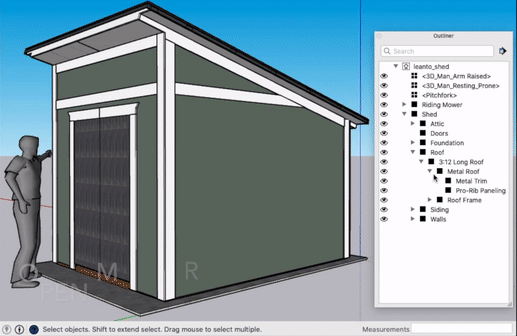 Outliner
Search
leanto_shed
<3D_Man_Arm Raised>
<3D_Man_Resting_Prone>
<Pitchfork>
Riding Mower
Shed
Attic
Doors
Foundation
Roof
3:12 Long Roof
Metal Roof
Metal Trim
Pro-Rib Paneling
Roof Frame
Siding
Walls
Select objects. Shift to extend select. Drag mouse to select multiple.
Measurements